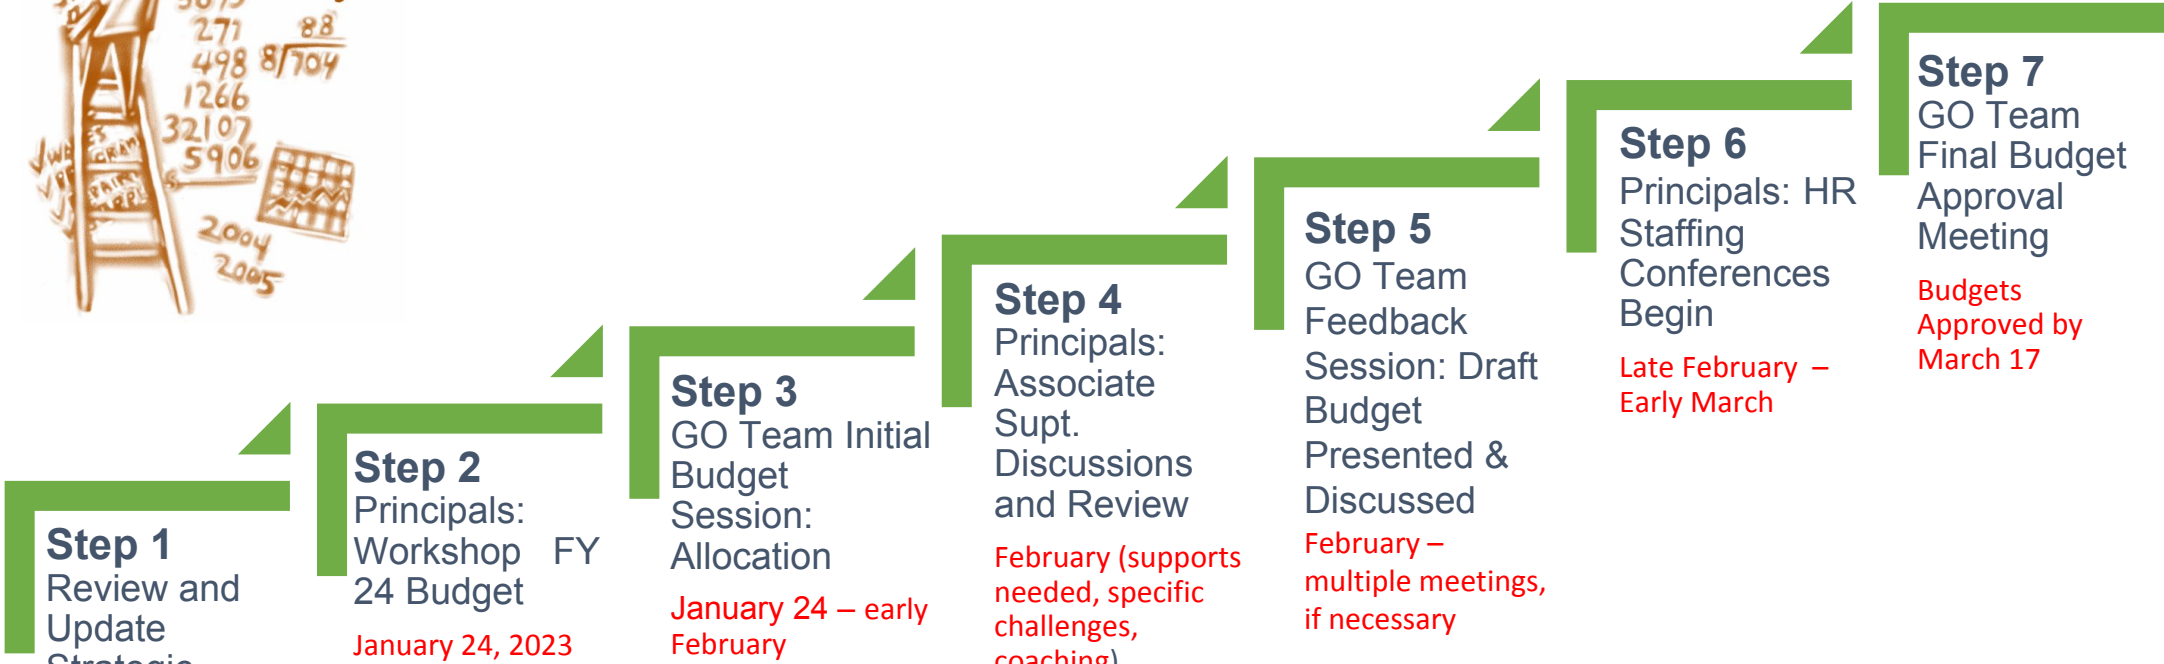 277
498
1266
32107
5906
88
8/704
2004
2005
Step 1
Review and
Update
Strategic
Step 2
Principals:
Workshop FY
24 Budget
January 24, 2023
Step 3
GO Team Initial
Budget
Session:
Allocation
January 24 – early
February
Step 4
Principals:
Associate
Supt.
Discussions
and Review
February (supports
needed, specific
challenges,
coaching)
Step 5
GO Team
Feedback
Session: Draft
Budget
Presented &
Discussed
February –
multiple meetings,
if necessary
Step 6
Principals: HR
Staffing
Conferences
Begin
Late February –
Early March
Step 7
GO Team
Final Budget
Approval
Meeting
Budgets
Approved by
March 17